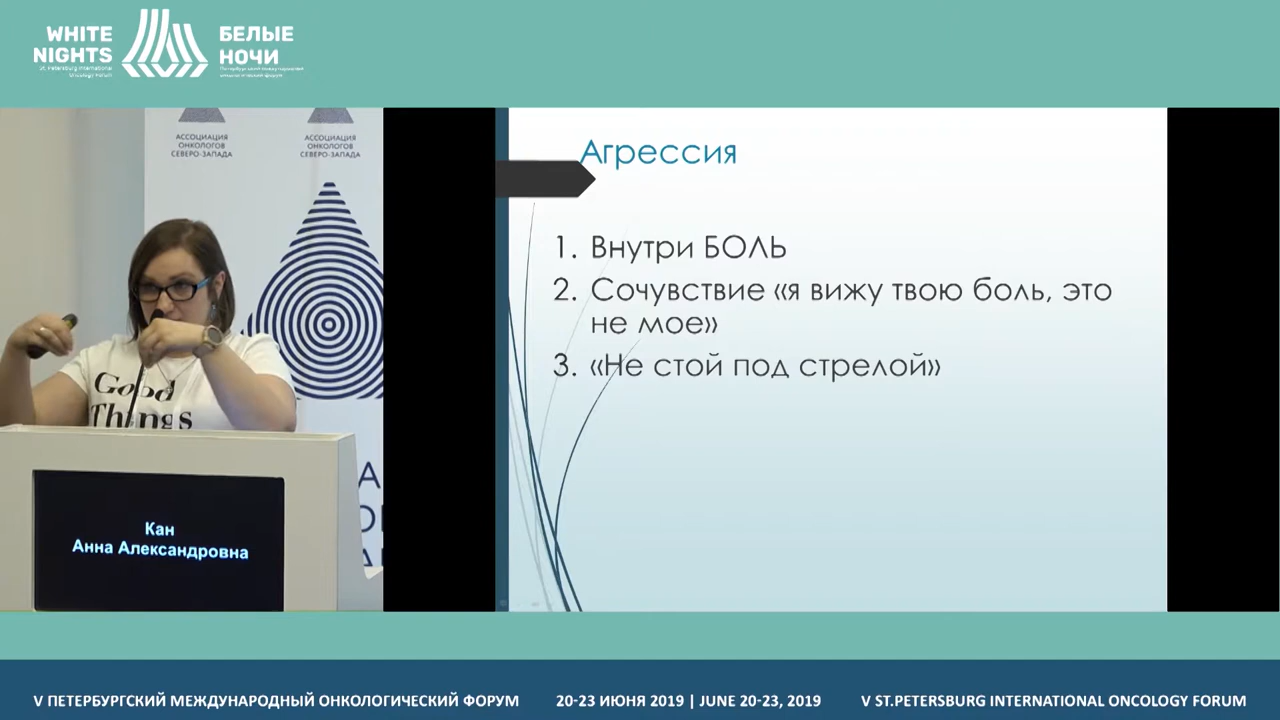 WHITE
NIGHTS
St. Petersburg International
Oncology Forum
БЕЛЫЕ
НОЧИ
Петербургский международный
онкологический форум
АССОЦИАЦИЯ
ОНКОЛОГОВ
СЕВЕРО-ЗАПАДА
АССОЦИАЦИЯ
ОНКОЛОГОВ
СЕВЕРО-ЗАПАДА
Good
Things
Кан
Анна Александровна
Агрессия
1. Внутри БОЛЬ
2. Сочувствие «я вижу твою боль, это
не мое»
3. «Не стой под стрелой»
V ПЕТЕРБУРГСКИЙ МЕЖДУНАРОДНЫЙ ОНКОЛОГИЧЕСКИЙ ФОРУМ
20-23 ИЮНЯ 2019 | JUNE 20-23, 2019
V ST.PETERSBURG INTERNATIONAL ONCOLOGY FORUM